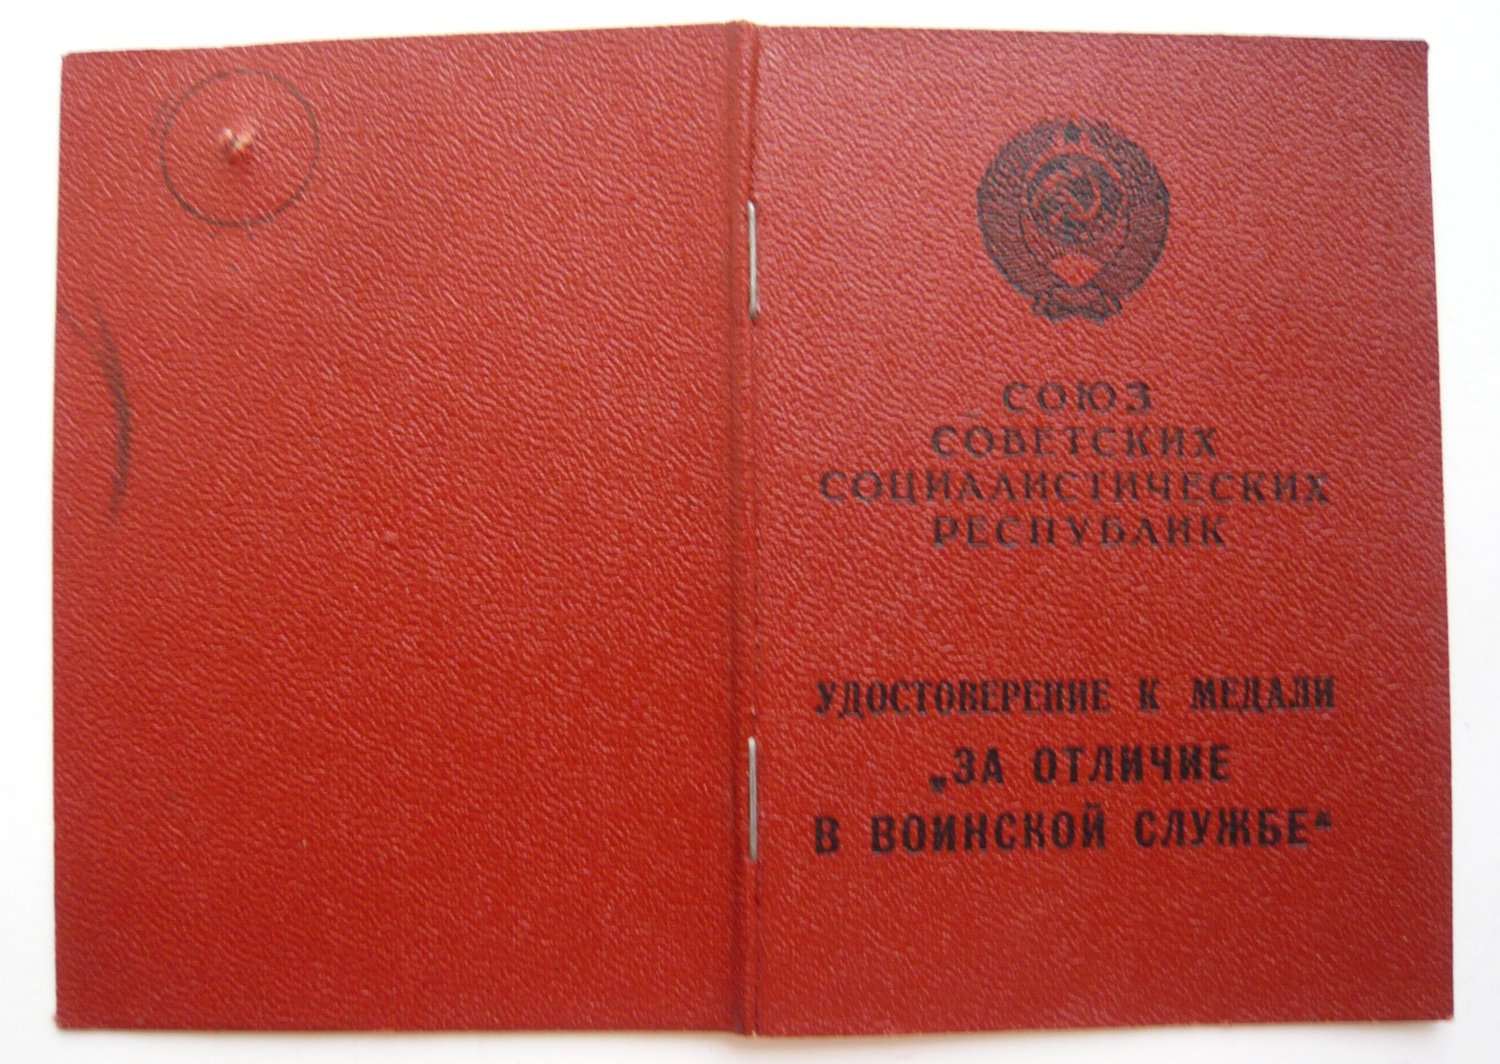 СОЮЗ
СОВЕТСКИХ
СОЦИАЛИСТИЧЕСКИХ
РЕСПУБЛИК
УДОСТОВЕРЕНИЕ К МЕДАЛИ
„ЗА ОТЛИЧИЕ
В ВОИНСКОЙ СЛУЖБЕ“